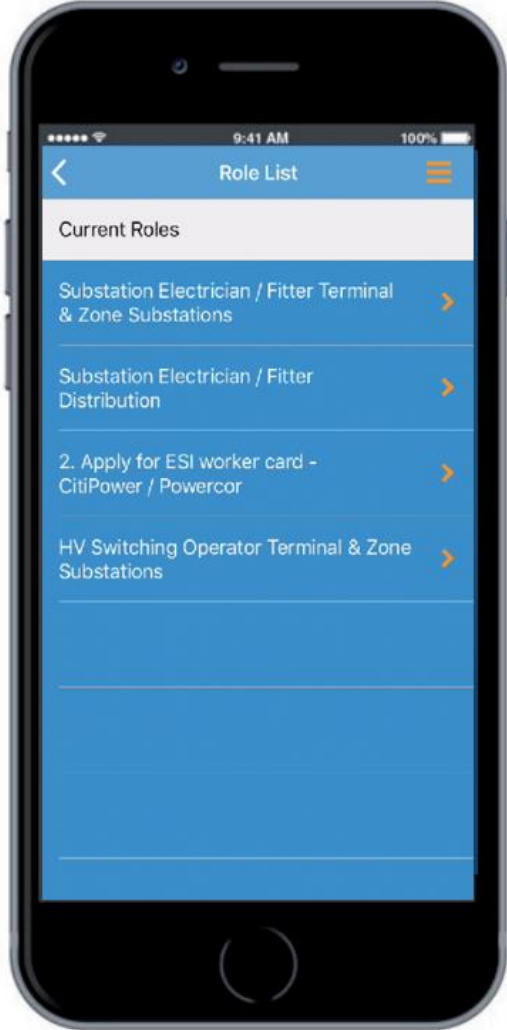 9:41 AM 100%
Role List
Current Roles
Substation Electrician / Fitter Terminal
& Zone Substations
Substation Electrician / Fitter
Distribution
2. Apply for ESI worker card -
CitiPower / Powercor
HV Switching Operator Terminal & Zone
Substations